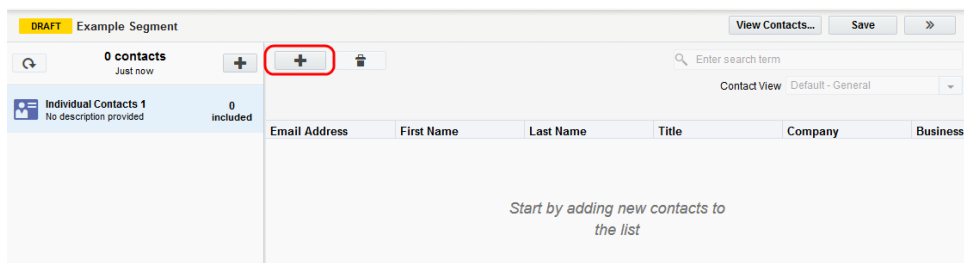 DRAFT Example Segment View Contacts... Save »
0 contacts
Just now
Enter search term
Contact View Default - General
Individual Contacts 1 0
No description provided included
Email Address First Name Last Name Title Company Business
Start by adding new contacts to
the list